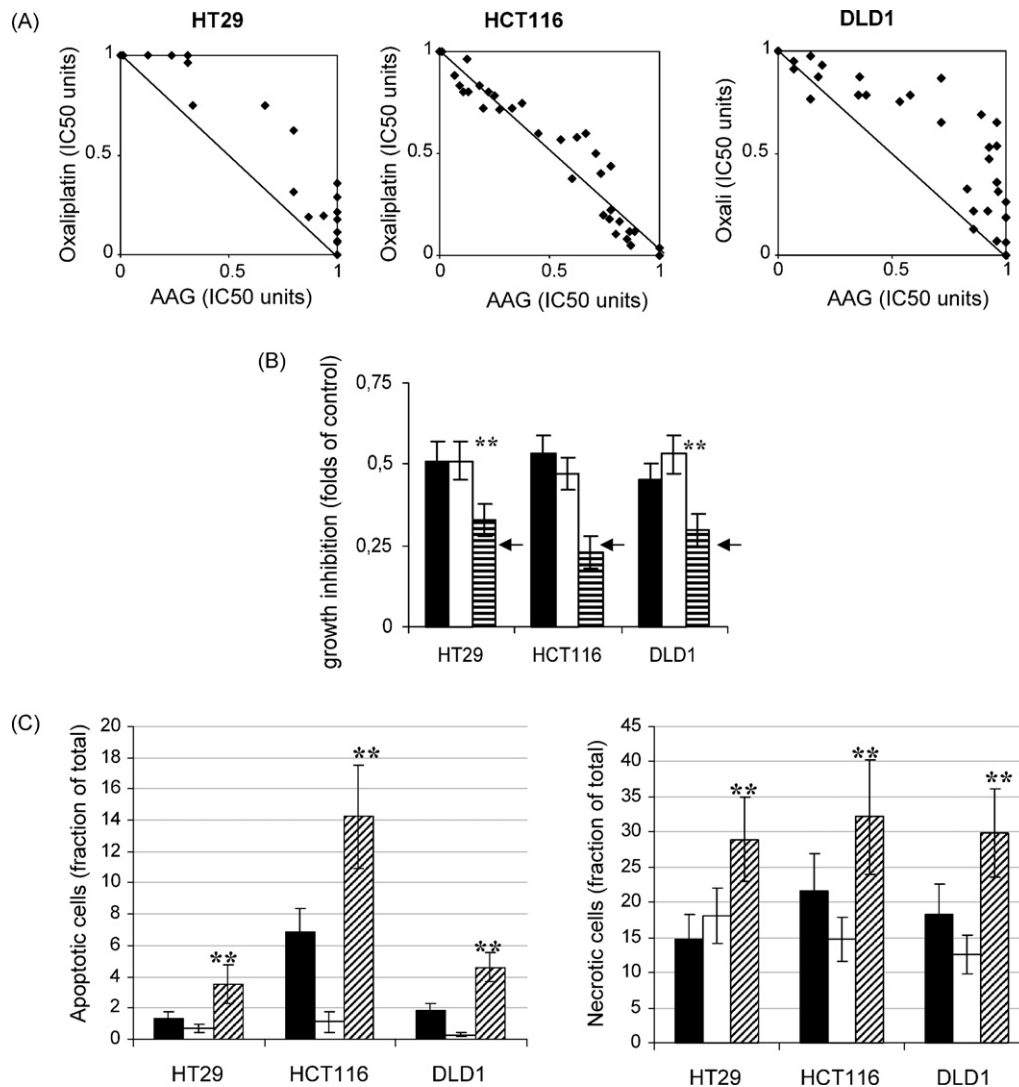 (A)
HT29
HCT116
DLD1
Oxaliplatin (IC50 units)
1
0.5
0
0
0.5
1
AAG (IC50 units)
Oxaliplatin (IC50 units)
1
0.5
0
0
0.5
1
AAG (IC50 units)
Oxali (IC50 units)
1
0.5
0
0
0.5
1
AAG (IC50 units)
(B)
growth inhibition (folds of control)
0,75
0,5
0,25
0
**
**
HT29
HCT116
DLD1
(C)
Apoptotic cells (fraction of total)
20
18
16
14
12
10
8
6
4
2
0
**
**
**
HT29
HCT116
DLD1
Necrotic cells (fraction of total)
45
40
35
30
25
20
15
10
5
0
**
**
**
HT29
HCT116
DLD1